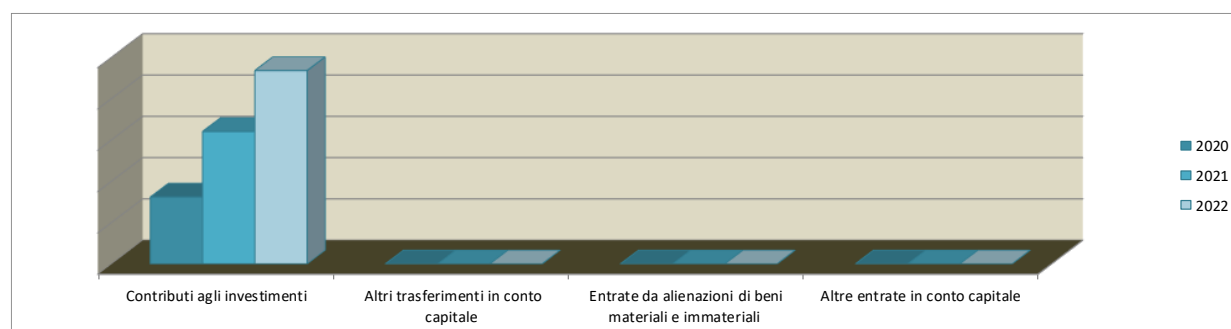 2020
2021
2022
Contributi agli investimenti
Altri trasferimenti in conto
capitale
Entrate da alienazioni di beni
materiali e immateriali
Altre entrate in conto capitale